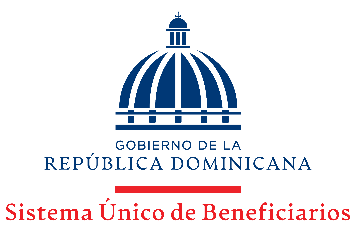 GOBIERNO DE LA
REPÚBLICA DOMINICANA
Sistema Único de Beneficiarios